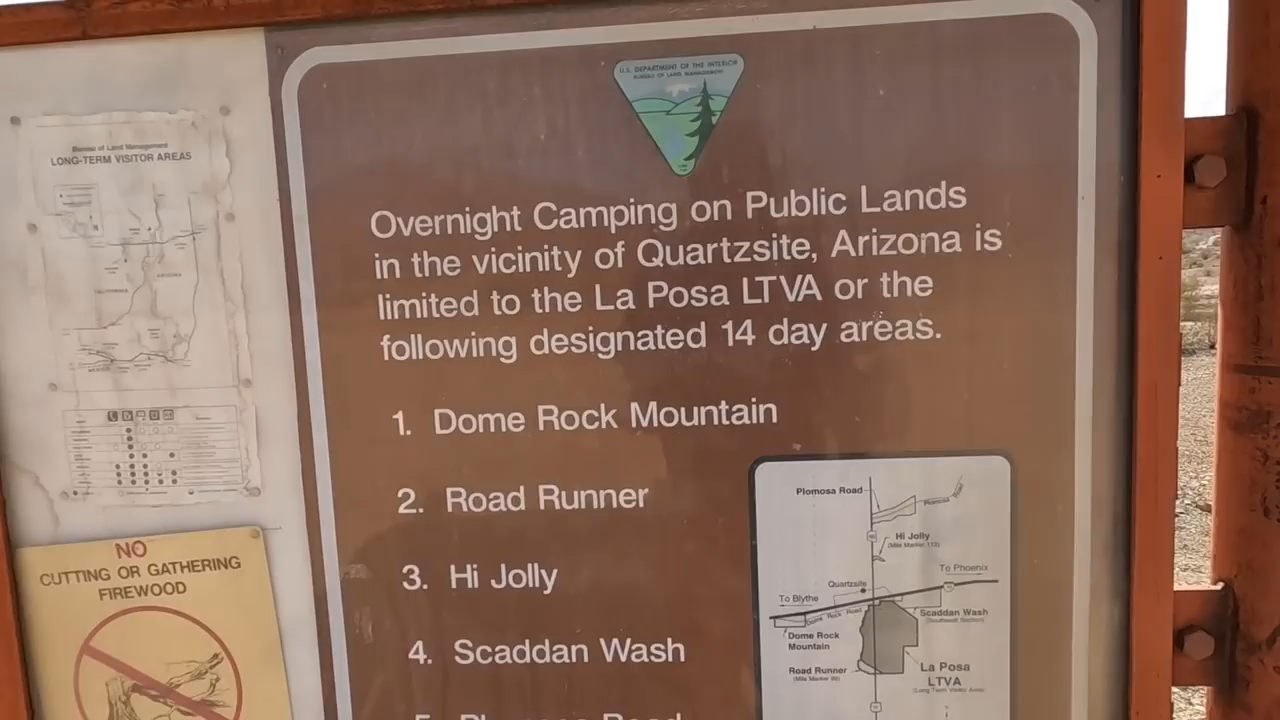 Bureau of Land Management
LONG-TERM VISITOR AREAS
NO
CUTTING OR GATHERING
FIREWOOD
U.S. DEPARTMENT OF THE INTERIOR
BUREAU OF LAND MANAGEMENT
Overnight Camping on Public Lands
in the vicinity of Quartzsite, Arizona is
limited to the La Posa LTVA or the
following designated 14 day areas.
1. Dome Rock Mountain
2. Road Runner
3. Hi Jolly
4. Scaddan Wash
5. Plomosa Road
Plomosa Road
Plomosa
Hi Jolly
(Mile Marker 112)
To Phoenix
Quartzsite
To Blythe
Dome Rock Road
Scaddan Wash
(Southwest Section)
Dome Rock
Mountain
Road Runner
(Mile Marker 99)
La Posa
LTVA
(Long Term Visitor Area)